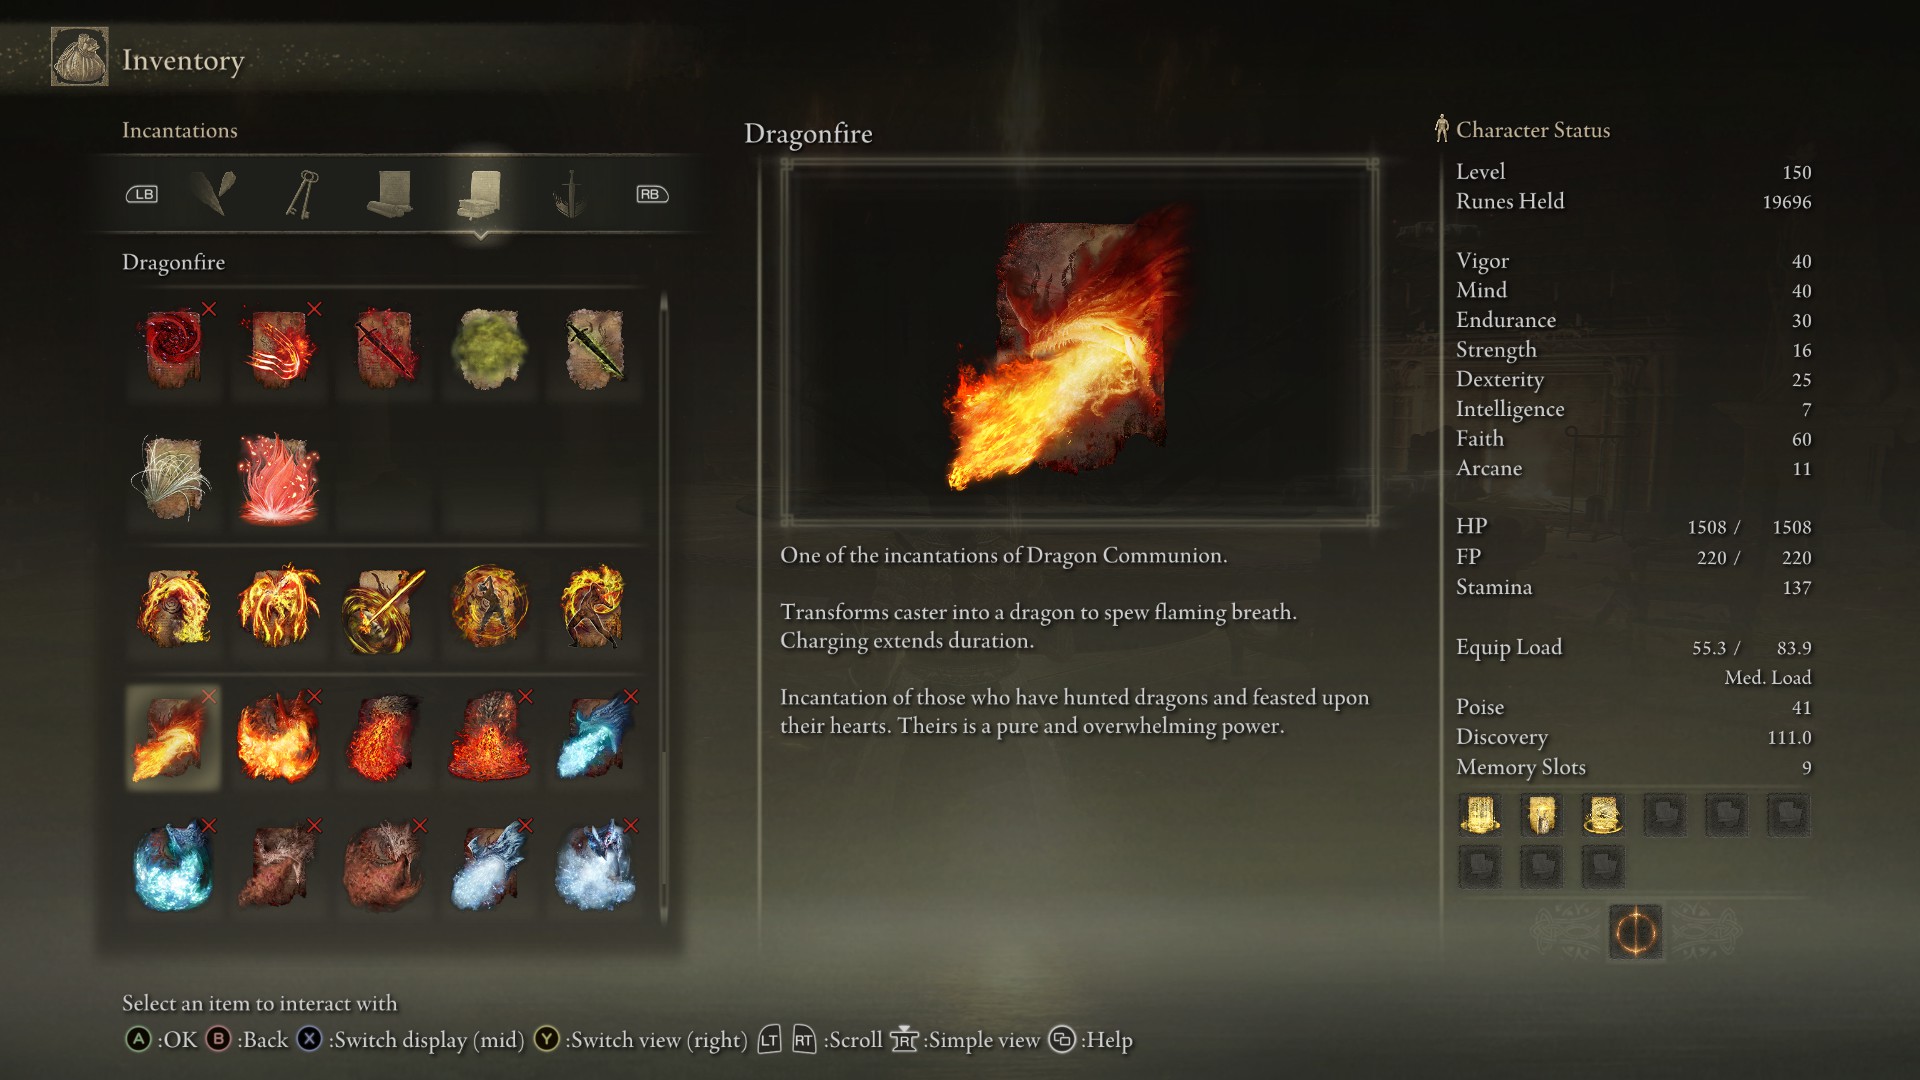 Inventory
Incantations
LB
RB
Dragonfire
Dragonfire
One of the incantations of Dragon Communion.
Transforms caster into a dragon to spew flaming breath.
Charging extends duration.
Incantation of those who have hunted dragons and feasted upon
their hearts. Theirs is a pure and overwhelming power.
Character Status
Level 150
Runes Held 19696
Vigor 40
Mind 40
Endurance 30
Strength 16
Dexterity 25
Intelligence 7
Faith 60
Arcane 11
HP 1508 / 1508
FP 220 / 220
Stamina 137
Equip Load 55.3 / 83.9
Med. Load
Poise 41
Discovery 111.0
Memory Slots 9
Select an item to interact with
A :OK B :Back X :Switch display (mid) Y :Switch view (right) LT RT :Scroll R :Simple view :Help